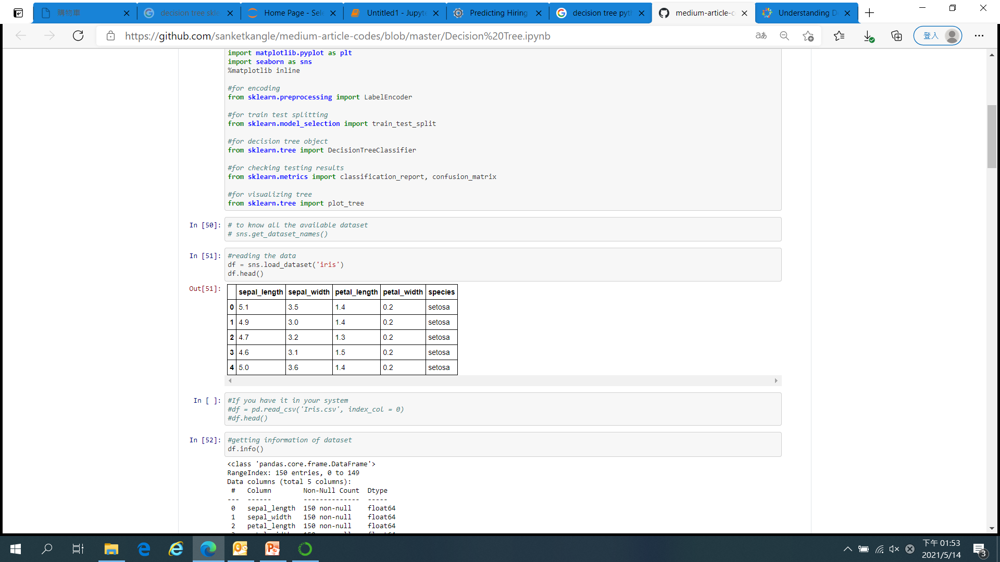 購物車
decision tree skle
Home Page - Sele
Untitled1 - Jupyte
Predicting Hiring
decision tree pyth
medium-article-c
Understanding D
https://github.com/sanketkangle/medium-article-codes/blob/master/Decision%20Tree.ipynb
登入
import matplotlib.pyplot as plt
import seaborn as sns
%matplotlib inline
#for encoding
from sklearn.preprocessing import LabelEncoder
#for train test splitting
from sklearn.model_selection import train_test_split
#for decision tree object
from sklearn.tree import DecisionTreeClassifier
#for checking testing results
from sklearn.metrics import classification_report, confusion_matrix
#for visualizing tree
from sklearn.tree import plot_tree
In [50]:
# to know all the available dataset
# sns.get_dataset_names()
In [51]:
#reading the data
df = sns.load_dataset('iris')
df.head()
Out[51]:
sepal_length sepal_width petal_length petal_width species
0 5.1 3.5 1.4 0.2 setosa
1 4.9 3.0 1.4 0.2 setosa
2 4.7 3.2 1.3 0.2 setosa
3 4.6 3.1 1.5 0.2 setosa
4 5.0 3.6 1.4 0.2 setosa
In [ ]:
#If you have it in your system
#df = pd.read_csv('Iris.csv', index_col = 0)
#df.head()
In [52]:
#getting information of dataset
df.info()
<class 'pandas.core.frame.DataFrame'>
RangeIndex: 150 entries, 0 to 149
Data columns (total 5 columns):
# Column Non-Null Count Dtype
--- ------ -------------- -----
0 sepal_length 150 non-null float64
1 sepal_width 150 non-null float64
2 petal_length 150 non-null float64
下午 01:53
2021/5/14
3